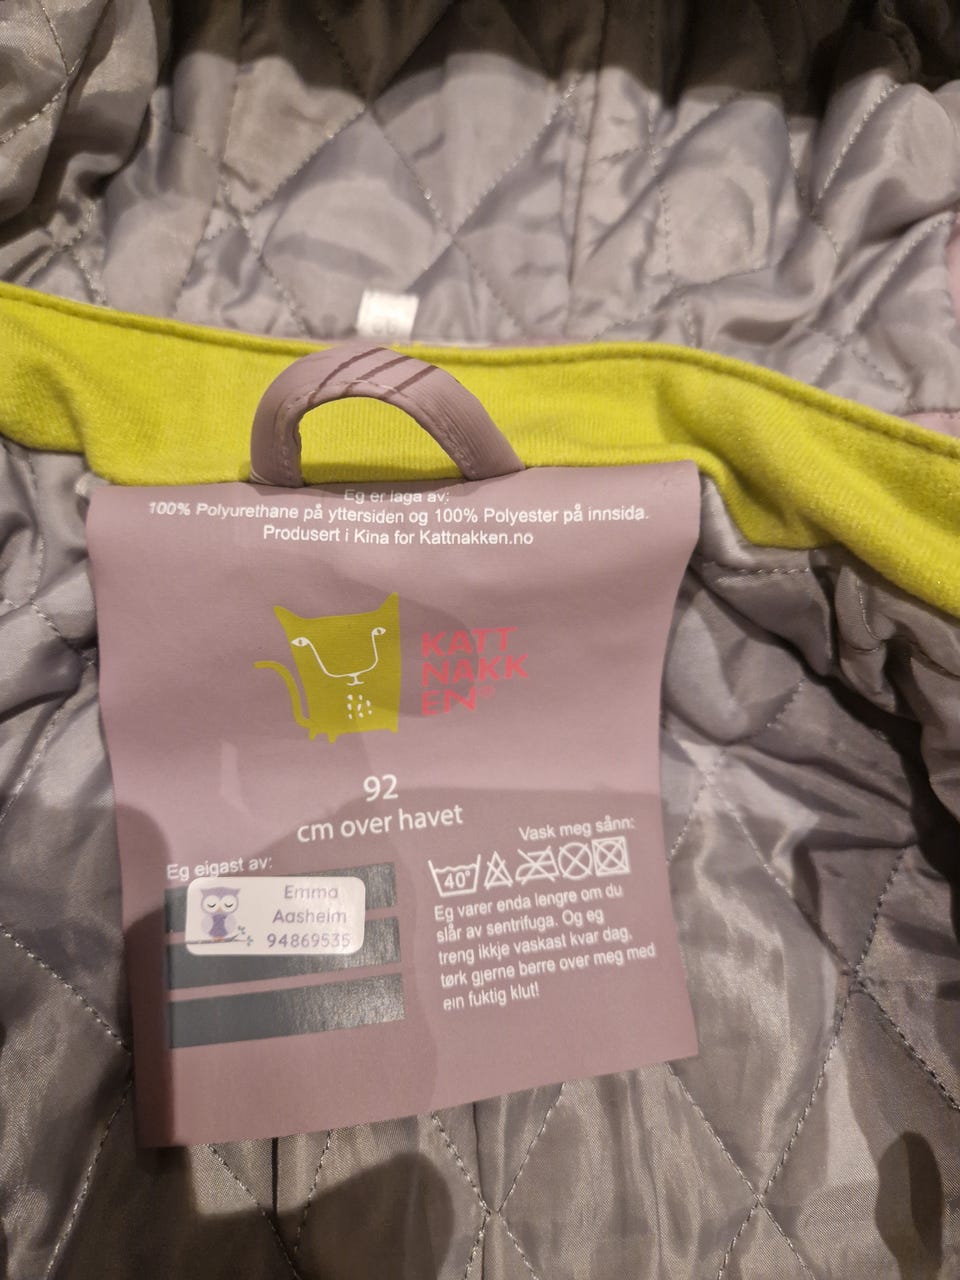 Eg er laga av:
100% Polyurethane på yttersiden og 100% Polyester på innsida.
Produsert i Kina for Kattnakken.no
KATT
NAKK
EN®
92
cm over havet
Eg eigast av:
Emma
Aasheim
94869535
Vask meg sånn:
40°
Eg varer enda lengre om du
slår av sentrifuga. Og eg
treng ikkje vaskast kvar dag,
tørk gjerne berre over meg med
ein fuktig klut!